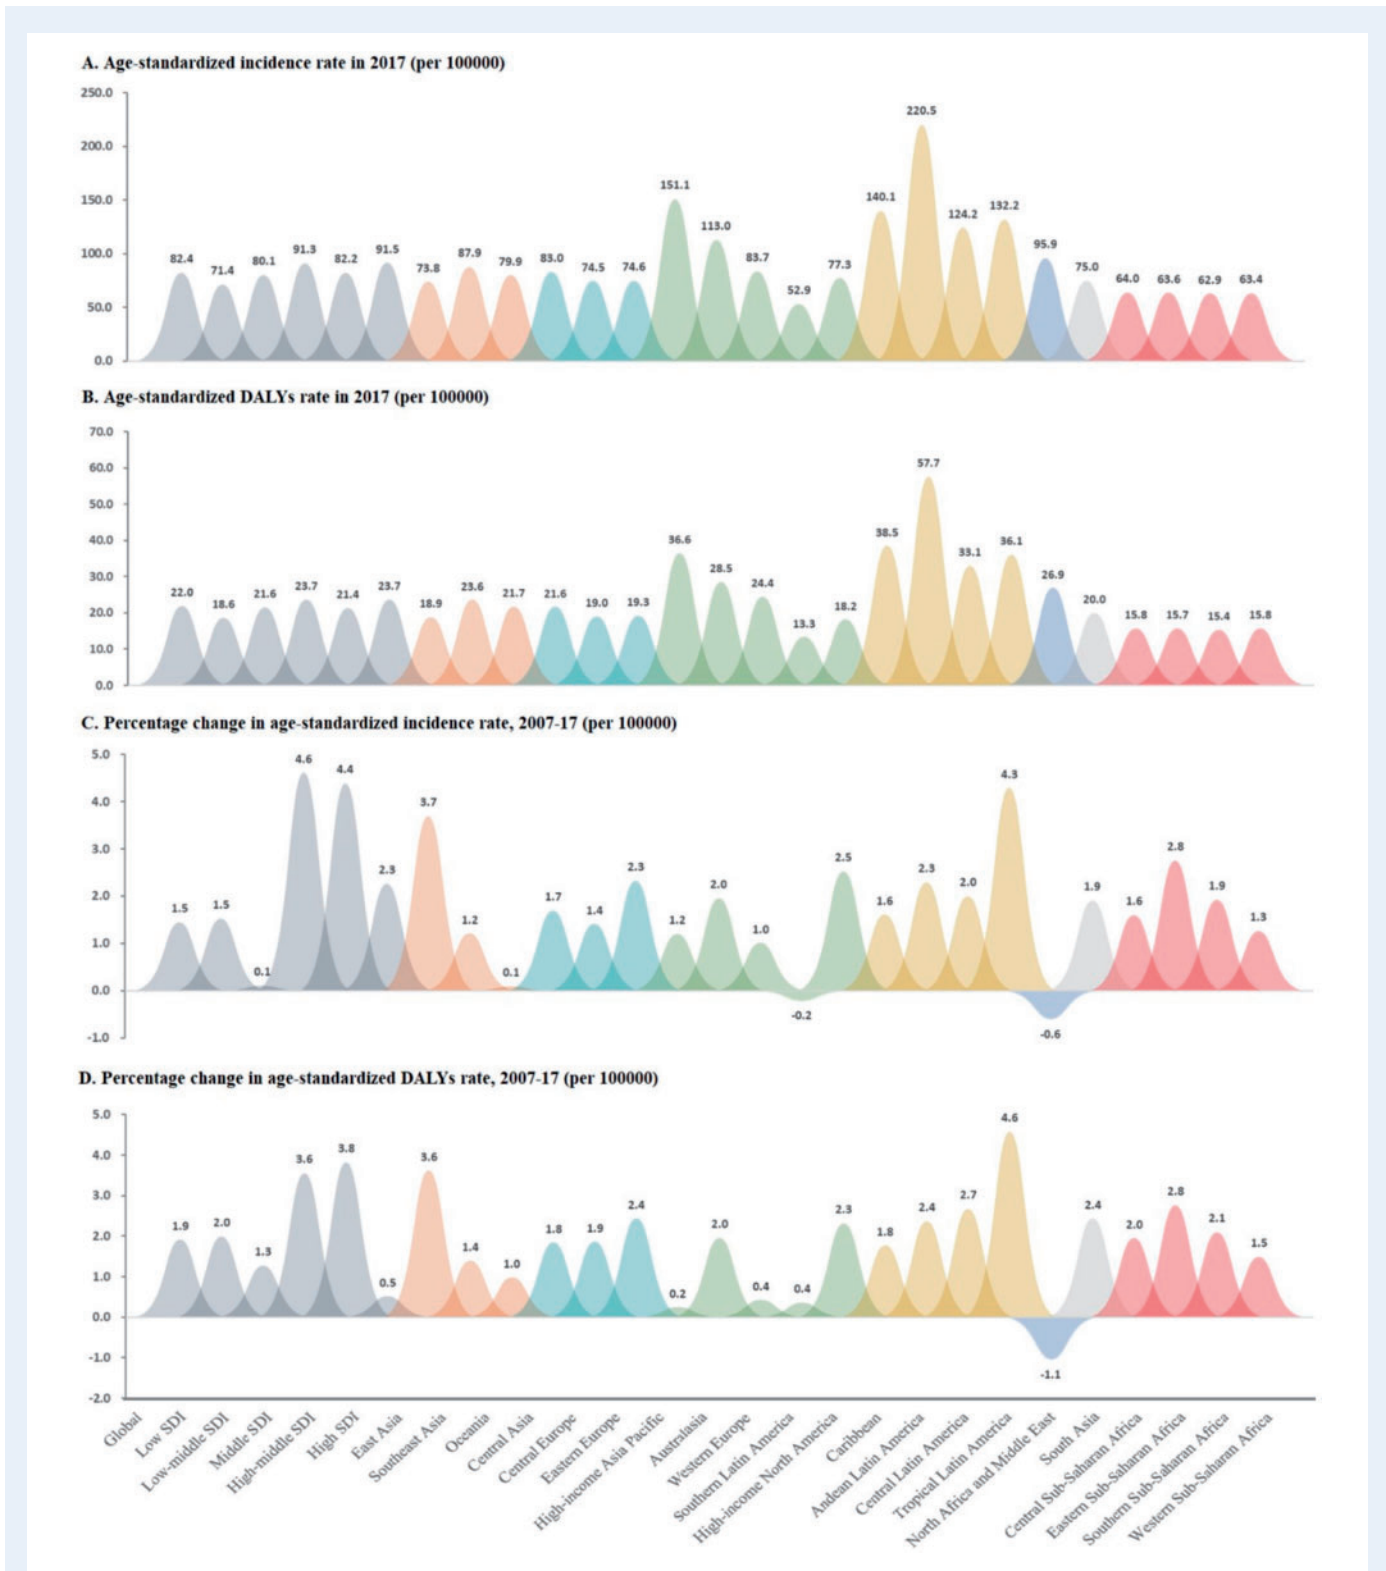 A. Age-standardized incidence rate in 2017 (per 100000)
250.0
200.0
150.0
100.0
50.0
0.0
82.4 71.4 80.1 91.3 82.2 91.5 73.8 87.9 79.9 83.0 74.5 74.6 151.1 113.0 83.7 52.9 77.3 140.1 220.5 124.2 132.2 95.9 75.0 64.0 63.6 62.9 63.4
B. Age-standardized DALYs rate in 2017 (per 100000)
70.0
60.0
50.0
40.0
30.0
20.0
10.0
0.0
22.0 18.6 21.6 23.7 21.4 23.7 18.9 23.6 21.7 21.6 19.0 19.3 36.6 28.5 24.4 13.3 18.2 38.5 57.7 33.1 36.1 26.9 20.0 15.8 15.7 15.4 15.8
C. Percentage change in age-standardized incidence rate, 2007-17 (per 100000)
5.0
4.0
3.0
2.0
1.0
0.0
-1.0
1.5 1.5 0.1 4.6 4.4 2.3 3.7 1.2 0.1 1.7 1.4 2.3 1.2 2.0 1.0 -0.2 2.5 1.6 2.3 2.0 4.3 -0.6 1.9 1.6 2.8 1.9 1.3
D. Percentage change in age-standardized DALYs rate, 2007-17 (per 100000)
5.0
4.0
3.0
2.0
1.0
0.0
-1.0
-2.0
1.9 2.0 1.3 3.6 3.8 0.5 3.6 1.4 1.0 1.8 1.9 2.4 0.2 2.0 0.4 0.4 2.3 1.8 2.4 2.7 4.6 -1.1 2.4 2.0 2.8 2.1 1.5
Global
Low SDI
Low-middle SDI
Middle SDI
High-middle SDI
High SDI
East Asia
Southeast Asia
Oceania
Central Asia
Central Europe
Eastern Europe
High-income Asia Pacific
Australasia
Western Europe
Southern Latin America
High-income North America
Caribbean
Andean Latin America
Central Latin America
Tropical Latin America
North Africa and Middle East
South Asia
Central Sub-Saharan Africa
Eastern Sub-Saharan Africa
Southern Sub-Saharan Africa
Western Sub-Saharan Africa